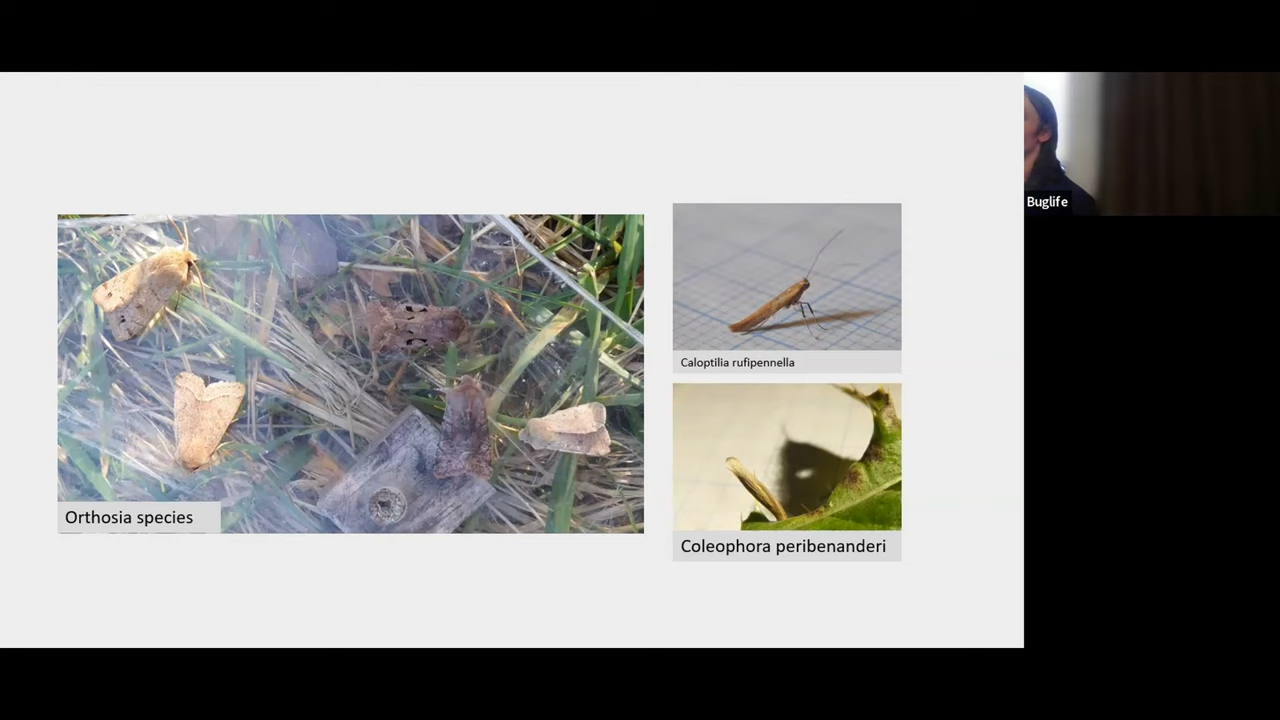 Orthosia species
Caloptilia rufipennella
Coleophora peribenanderi
Buglife